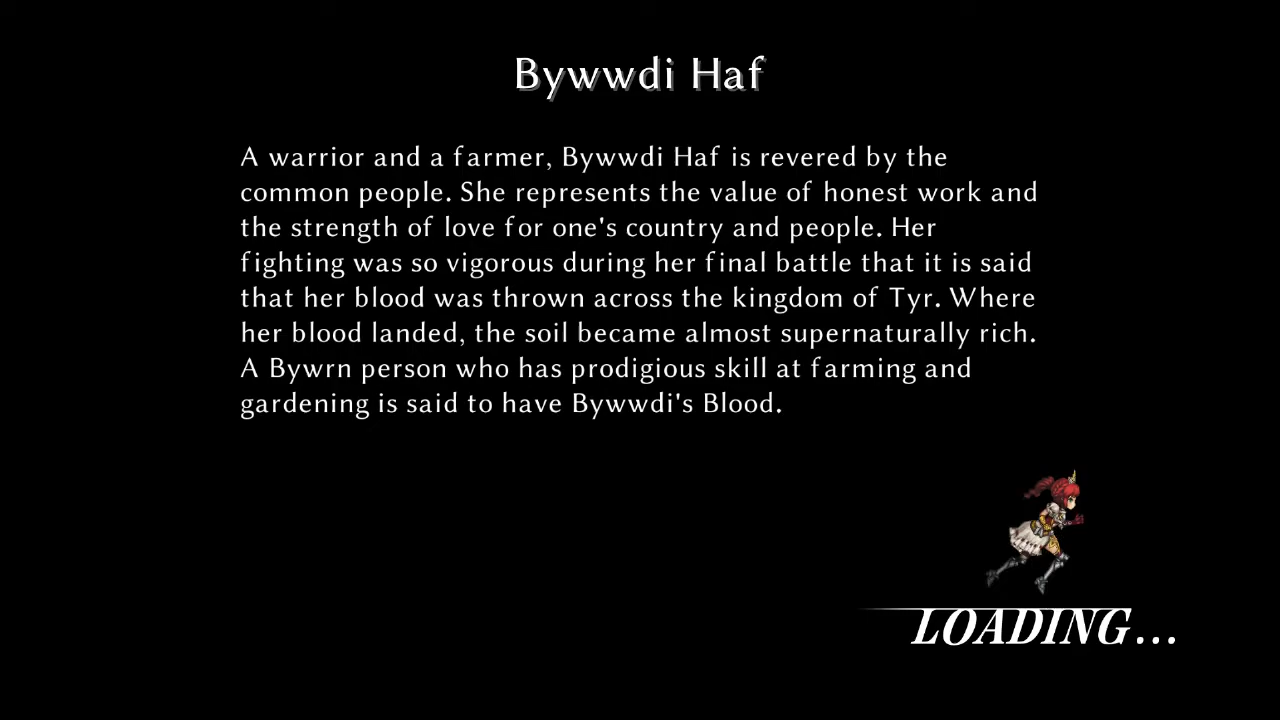 Bywwdi Haf
A warrior and a farmer, Bywwdi Haf is revered by the
common people. She represents the value of honest work and
the strength of love for one's country and people. Her
fighting was so vigorous during her final battle that it is said
that her blood was thrown across the kingdom of Tyr. Where
her blood landed, the soil became almost supernaturally rich.
A Bywrn person who has prodigious skill at farming and
gardening is said to have Bywwdi's Blood.
LOADING...